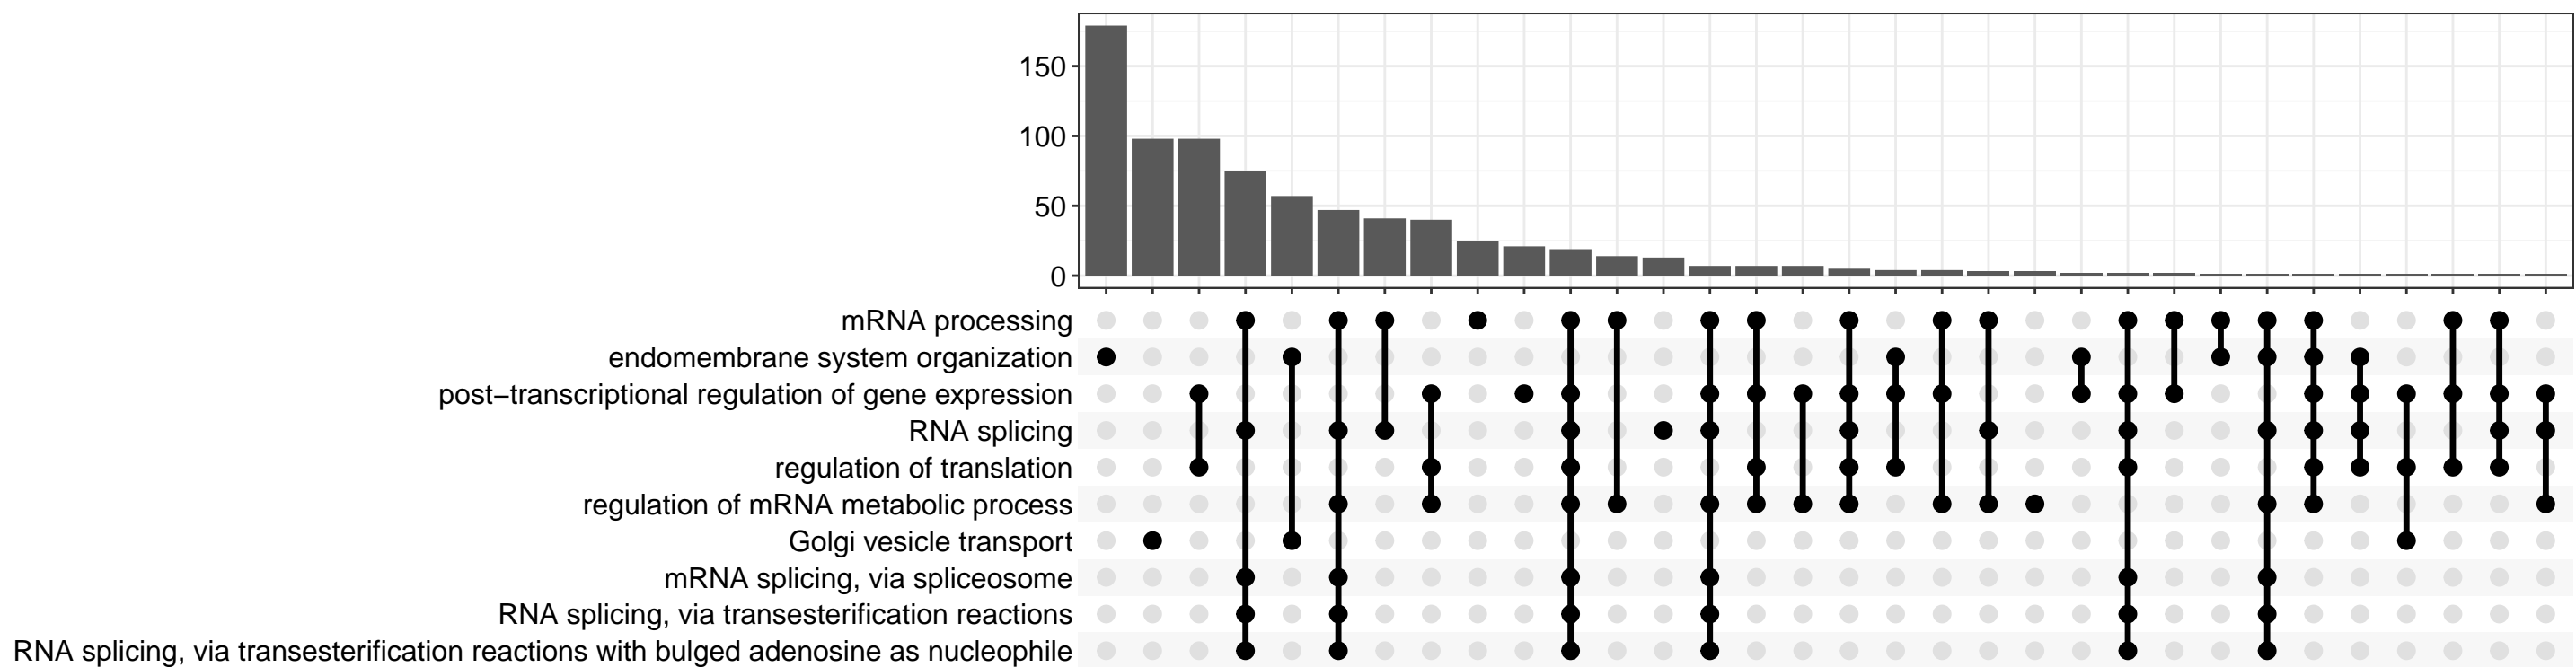 150
100
50
0
mRNA processing
endomembrane system organization
post−transcriptional regulation of gene expression
RNA splicing
regulation of translation
regulation of mRNA metabolic process
Golgi vesicle transport
mRNA splicing, via spliceosome
RNA splicing, via transesterification reactions
RNA splicing, via transesterification reactions with bulged adenosine as nucleophile